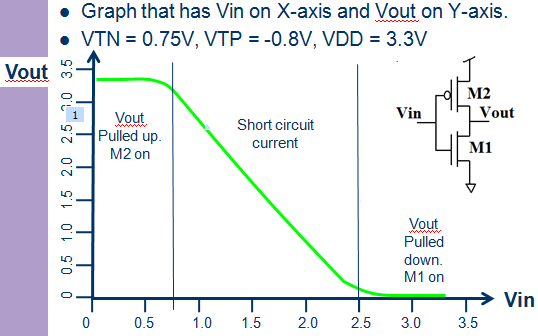 • Graph that has Vin on X-axis and Vout on Y-axis.
• VTN = 0.75V, VTP = -0.8V, VDD = 3.3V
Vout
3.5
3.0
1
2.5
2.0
1.5
1.0
0.5
0
Vout
Pulled up.
M2 on
Short circuit
current
Vout
Pulled
down.
M1 on
M2
Vin
Vout
M1
0
0.5
1.0
1.5
2.0
2.5
3.0
3.5
Vin